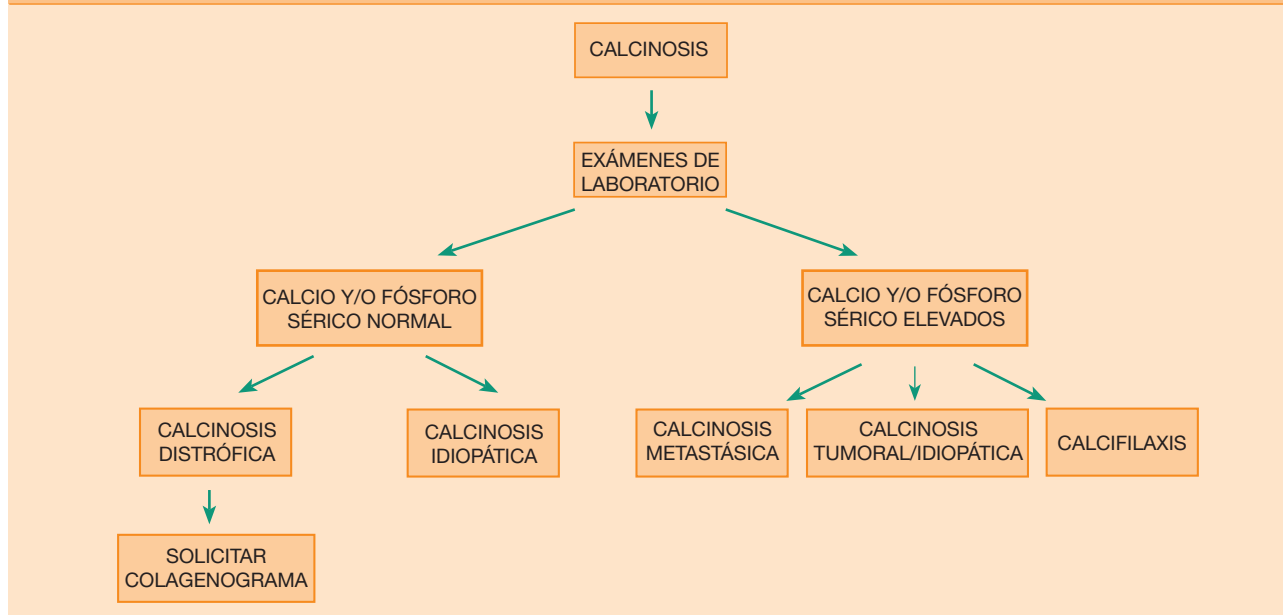 CALCINOSIS
EXÁMENES DE
LABORATORIO
CALCIO Y/O FÓSFORO
SÉRICO NORMAL
CALCIO Y/O FÓSFORO
SÉRICO ELEVADOS
CALCINOSIS
DISTRÓFICA
CALCINOSIS
IDIOPÁTICA
CALCINOSIS
METASTÁSICA
CALCINOSIS
TUMORAL/IDIOPÁTICA
CALCIFILAXIS
SOLICITAR
COLAGENOGRAMA